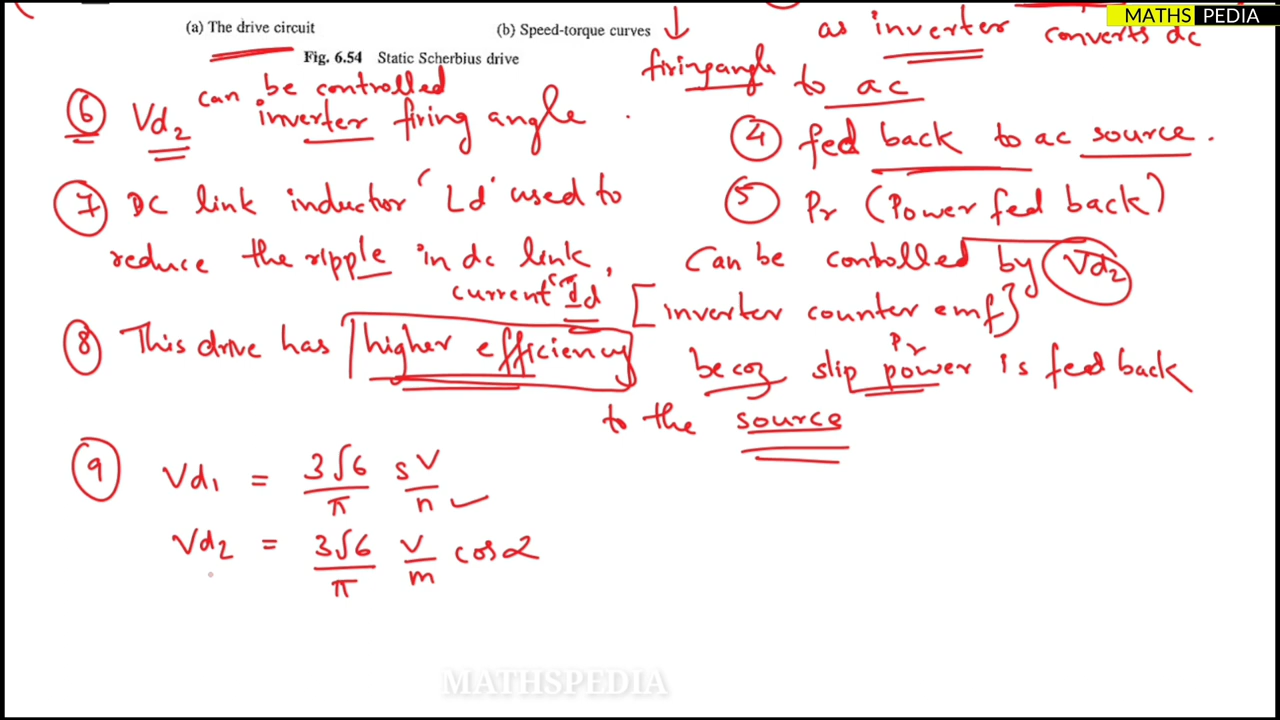 MATHS PEDIA
(a) The drive circuit
(b) Speed-torque curves
Fig. 6.54 Static Scherbius drive
firing angle
as inverter converts dc
to ac
④ fed back to ac source.
⑤ Pr (Power fed back)
Can be controlled by Vd2
[inverter counter emf]
⑥ Vd2 can be controlled
inverter firing angle.
⑦ DC link inductor 'Ld' used to
reduce the ripple in dc link,
current "Id
⑧ This drive has higher efficiency becoz slip power Pr is feed back
to the source
⑨ Vd1 = 3√6/π sV/n ✓
Vd2 = 3√6/π V/m cosα
MATHSPEDIA